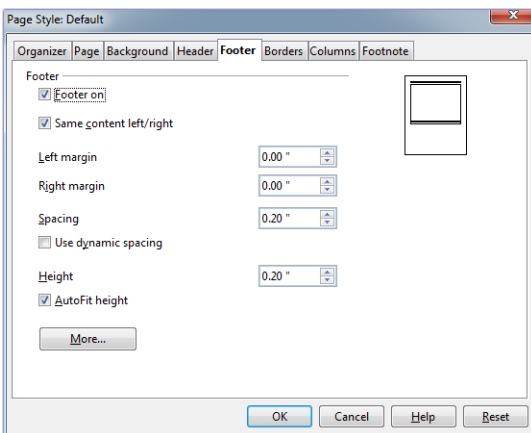 Page Style: Default
Organizer Page Background Header Footer Borders Columns Footnote
Footer
Footer on
Same content left/right
Left margin 0.00 "
Right margin 0.00 "
Spacing 0.20 "
Use dynamic spacing
Height 0.20 "
AutoFit height
More...
OK Cancel Help Reset